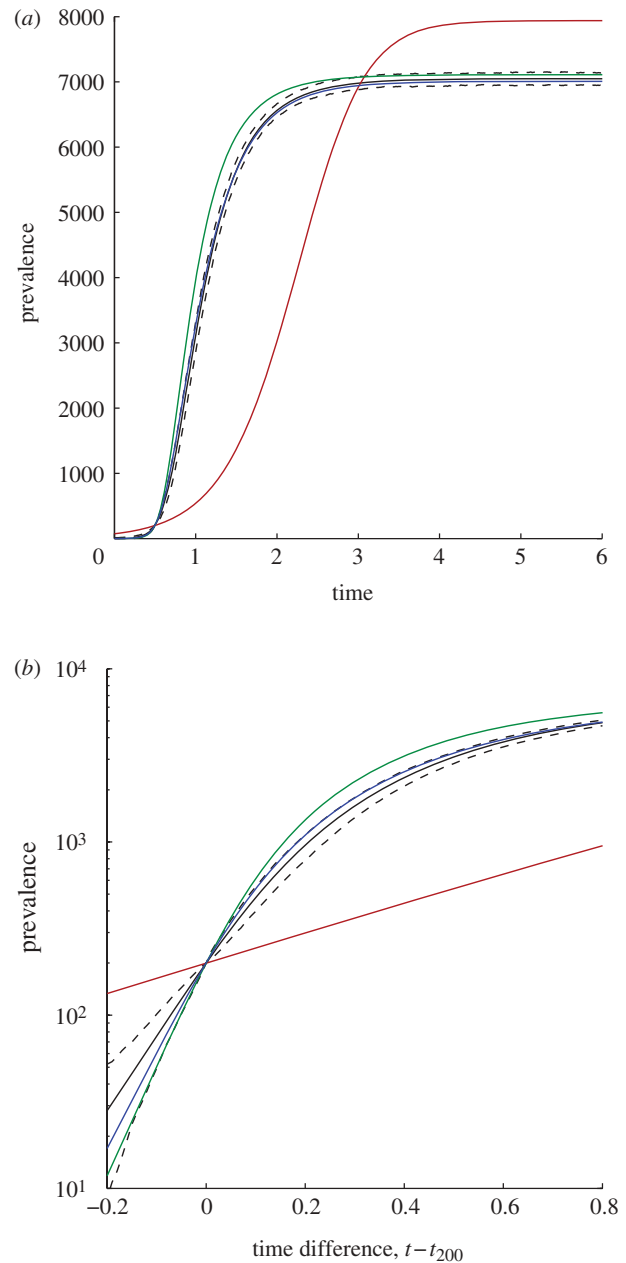 (a)
8000
7000
6000
5000
4000
3000
2000
1000
prevalence
0 1 2 3 4 5 6
time
(b)
10⁴
10³
10²
10¹
prevalence
−0.2 0 0.2 0.4 0.6 0.8
time difference, t−t₂₀₀